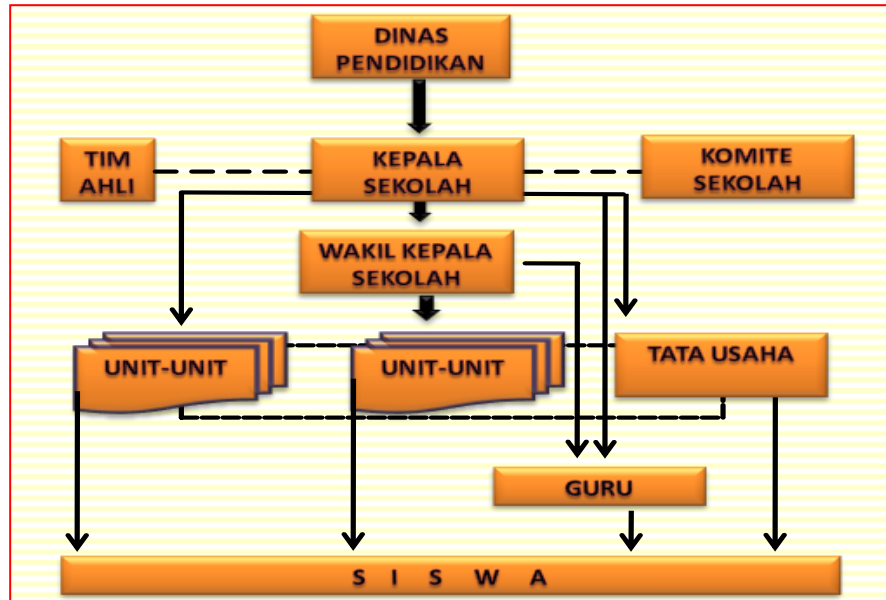 DINAS
PENDIDIKAN
TIM
AHLI
KEPALA
SEKOLAH
KOMITE
SEKOLAH
WAKIL KEPALA
SEKOLAH
UNIT-UNIT
UNIT-UNIT
TATA USAHA
GURU
S I S W A